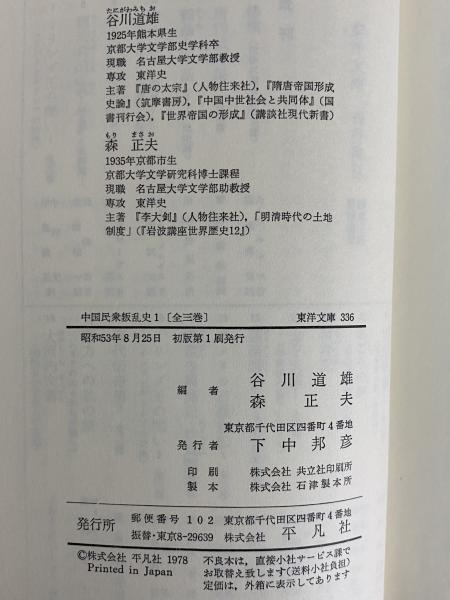 たにがわみち お
谷川道雄
1925年熊本県生
京都大学文学部史学科卒
現職 名古屋大学文学部教授
専攻 東洋史
主著 『唐の太宗』(人物往来社),『隋唐帝国形成
史論』(筑摩書房),『中国中世社会と共同体』(国
書刊行会),『世界帝国の形成』(講談社現代新書)
もり まさ お
森 正夫
1935年京都市生
京都大学文学研究科博士課程
現職 名古屋大学文学部助教授
専攻 東洋史
主著 『李大釗』(人物往来社),「明清時代の土地
制度」(『岩波講座世界歴史12』)
中国民衆叛乱史1〔全三巻〕 東洋文庫 336
昭和53年8月25日 初版第1刷発行
編者 谷川道雄
森正夫
東京都千代田区四番町4番地
発行者 下中邦彦
印刷 株式会社 共立社印刷所
製本 株式会社 石津製本所
発行所 郵便番号 102 東京都千代田区四番町4番地
振替・東京8-29639 株式会社 平凡社
©株式会社 平凡社 1978 不良本は,直接小社サービス課で
Printed in Japan お取替え致します(送料小社負担)
定価は,外箱に表示してあります